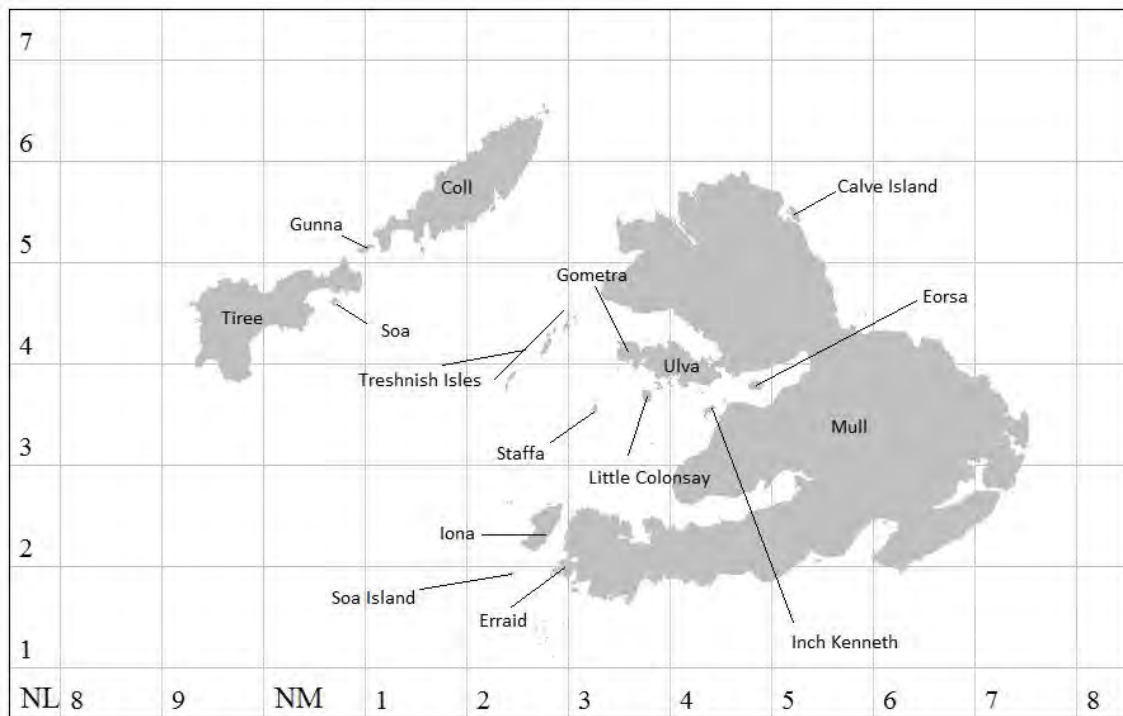 7
6
Coll
Calve Island
Gunna
5
Gometra
Eorsa
Tiree
Soa
4
Ulva
Treshnish Isles
Mull
3
Staffa
Little Colonsay
Iona
2
Soa Island
Erraid
Inch Kenneth
1
NL 8 9 NM 1 2 3 4 5 6 7 8